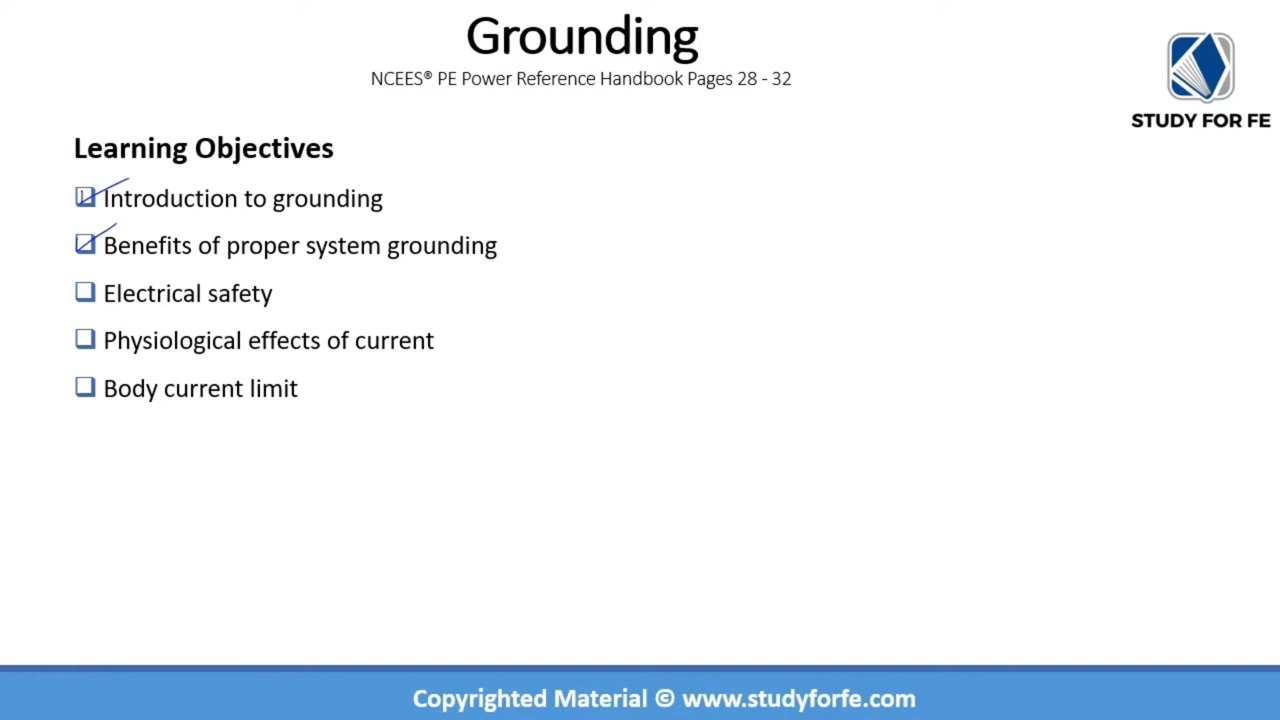 Grounding
NCEES® PE Power Reference Handbook Pages 28 - 32
STUDY FOR FE
Learning Objectives
Introduction to grounding
Benefits of proper system grounding
Electrical safety
Physiological effects of current
Body current limit
Copyrighted Material © www.studyforfe.com